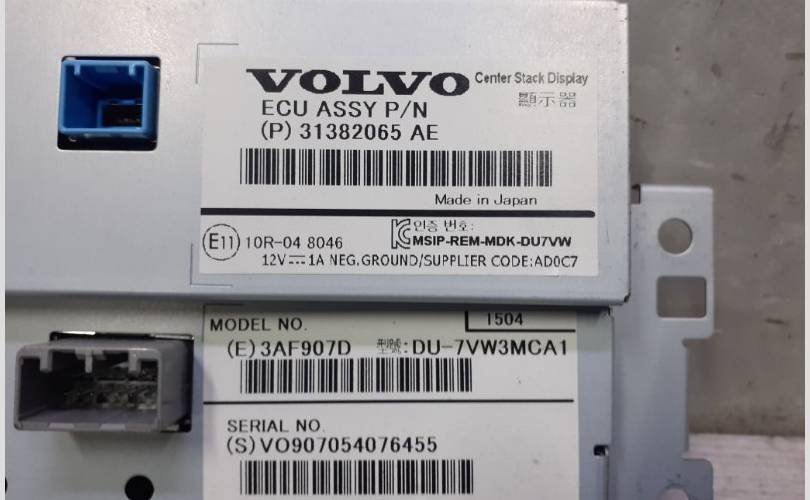 VOLVO Center Stack Display
ECU ASSY P/N 顯示器
(P) 31382065 AE
Made in Japan
E11 10R-04 8046 인증 번호:
MSIP-REM-MDK-DU7VW
12V⎓1A NEG.GROUND/SUPPLIER CODE:AD0C7
MODEL NO. 1504
(E) 3AF907D 型號:DU-7VW3MCA1
SERIAL NO.
(S)VO907054076455